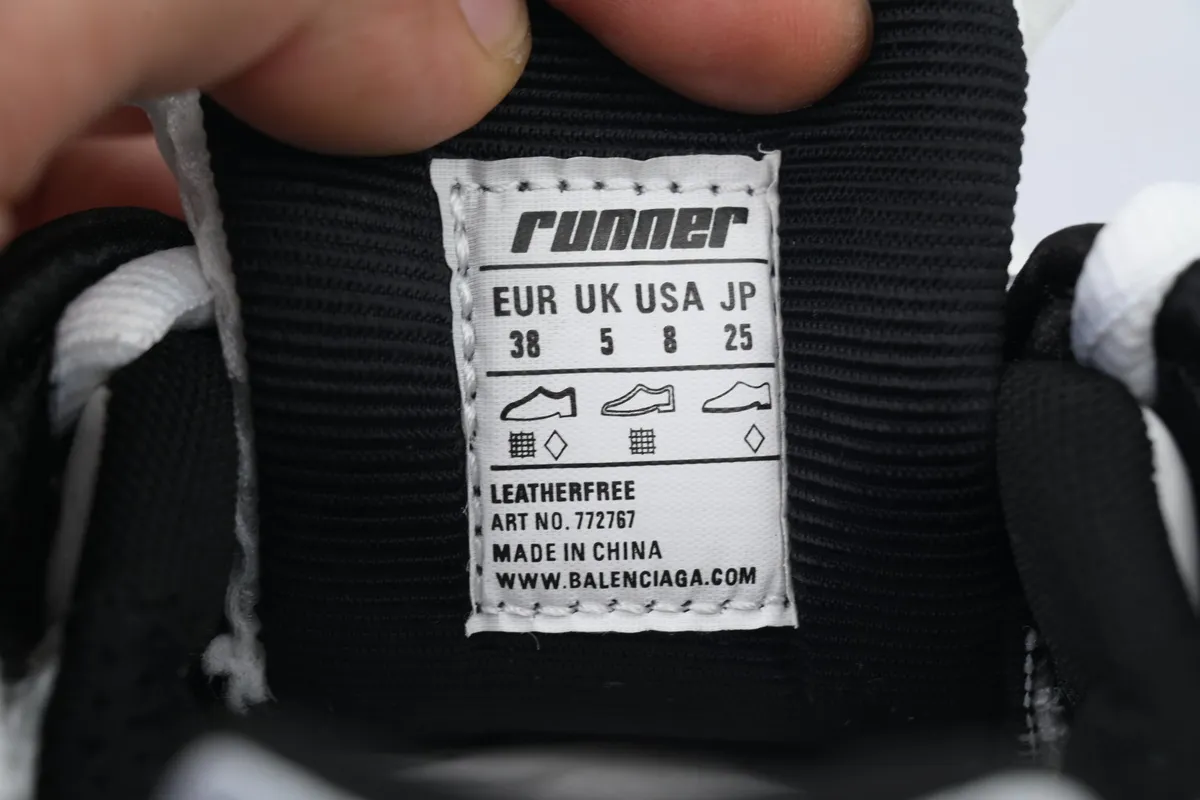 runner
EUR UK USA JP
38 5 8 25
LEATHERFREE
ART NO. 772767
MADE IN CHINA
WWW.BALENCIAGA.COM